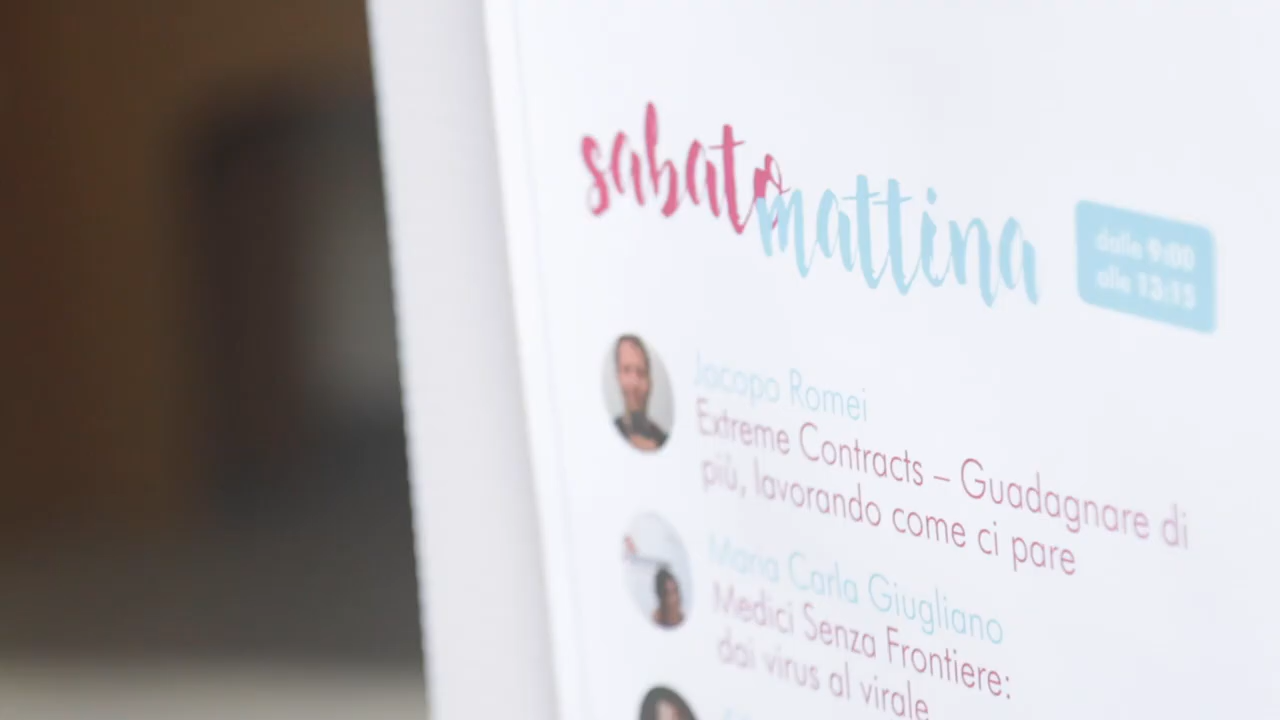 sabato mattina
dalle 9:00
alle 13:15
Jacopo Romei
Extreme Contracts – Guadagnare di
più, lavorando come ci pare
Maria Carla Giugliano
Medici Senza Frontiere:
dai virus al virale